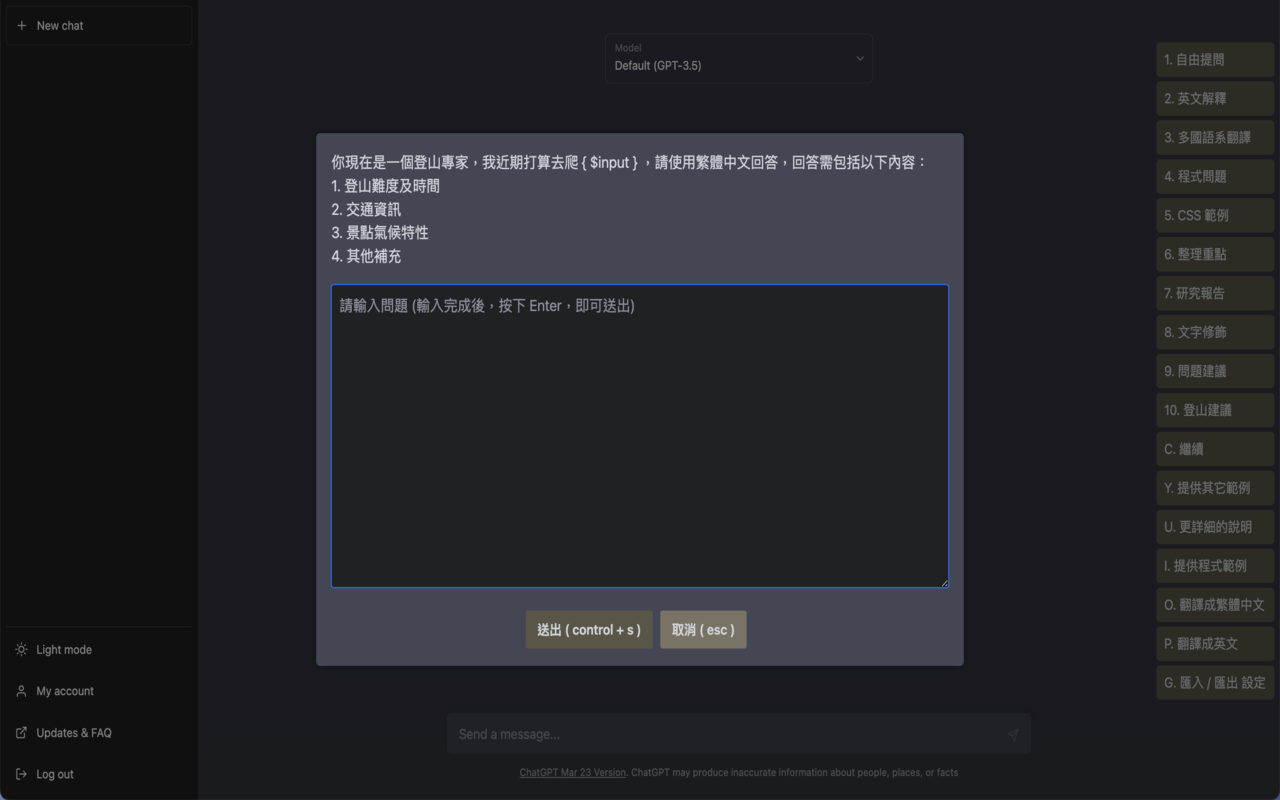 New chat
Model
Default (GPT-3.5)
你現在是一個登山專家，我近期打算去爬 { $input } ，請使用繁體中文回答，回答需包括以下內容：
1. 登山難度及時間
2. 交通資訊
3. 景點氣候特性
4. 其他補充
請輸入問題 (輸入完成後，按下 Enter，即可送出)
送出 ( control + s )
取消 ( esc )
1. 自由提問
2. 英文解釋
3. 多國語系翻譯
4. 程式問題
5. CSS 範例
6. 整理重點
7. 研究報告
8. 文字修飾
9. 問題建議
10. 登山建議
C. 繼續
Y. 提供其它範例
U. 更詳細的說明
I. 提供程式範例
O. 翻譯成繁體中文
P. 翻譯成英文
G. 匯入 / 匯出 設定
Light mode
My account
Updates & FAQ
Log out
Send a message...
ChatGPT Mar 23 Version. ChatGPT may produce inaccurate information about people, places, or facts